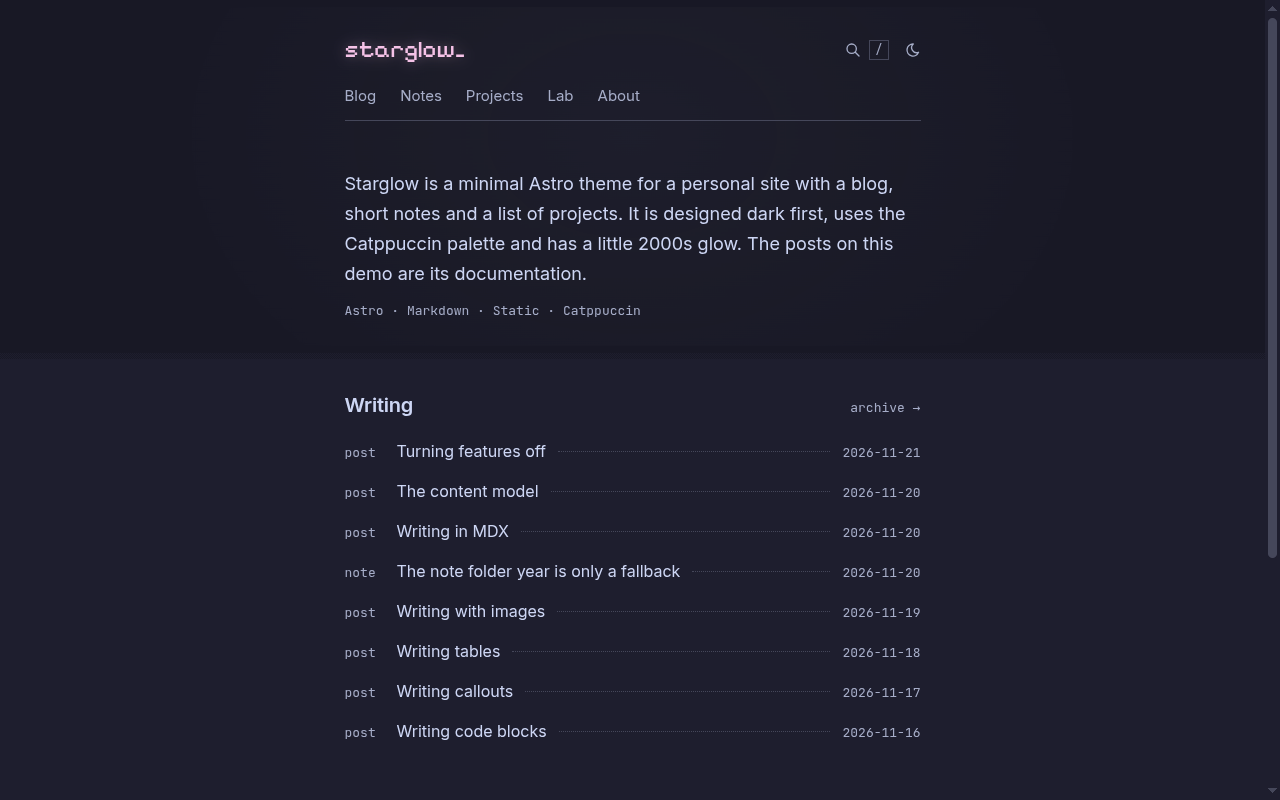 starglow_
/
Blog Notes Projects Lab About
Starglow is a minimal Astro theme for a personal site with a blog,
short notes and a list of projects. It is designed dark first, uses the
Catppuccin palette and has a little 2000s glow. The posts on this
demo are its documentation.
Astro · Markdown · Static · Catppuccin
Writing archive →
post Turning features off 2026-11-21
post The content model 2026-11-20
post Writing in MDX 2026-11-20
note The note folder year is only a fallback 2026-11-20
post Writing with images 2026-11-19
post Writing tables 2026-11-18
post Writing callouts 2026-11-17
post Writing code blocks 2026-11-16